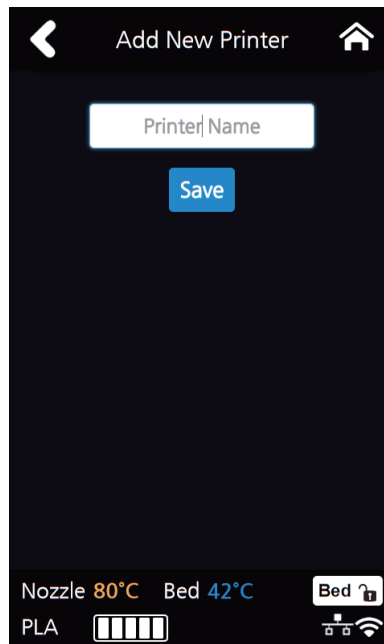 Add New Printer
Printer Name
Save
Nozzle 80°C Bed 42°C Bed
PLA